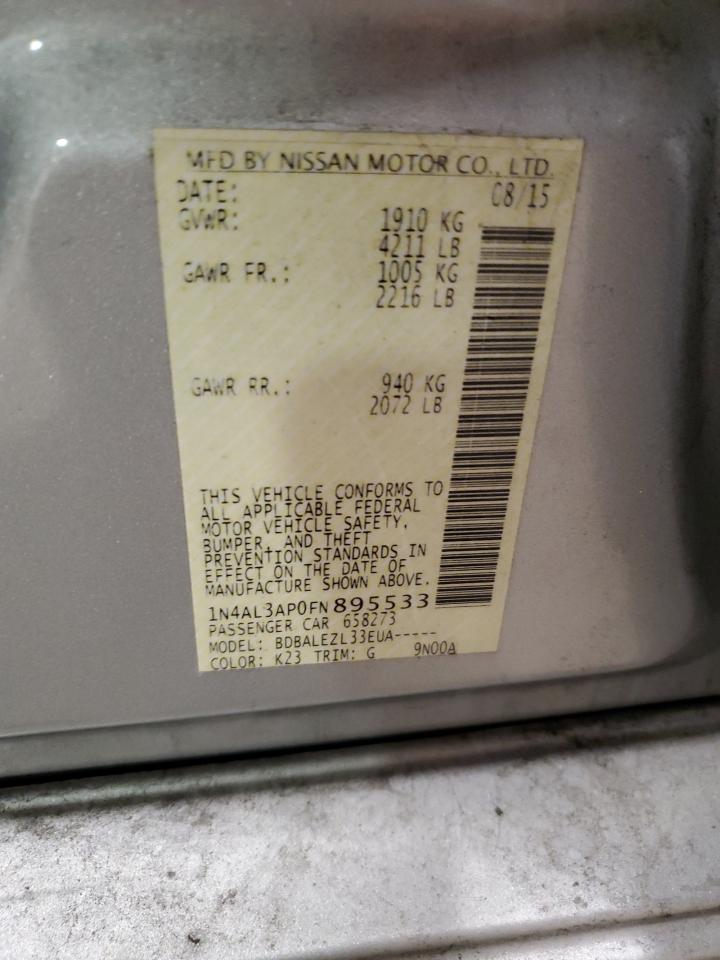 MFD BY NISSAN MOTOR CO., LTD.
DATE: 08/15
GVWR: 1910 KG
4211 LB
GAWR FR.: 1005 KG
2216 LB
GAWR RR.: 940 KG
2072 LB
THIS VEHICLE CONFORMS TO
ALL APPLICABLE FEDERAL
MOTOR VEHICLE SAFETY,
BUMPER, AND THEFT
PREVENTION STANDARDS IN
EFFECT ON THE DATE OF
MANUFACTURE SHOWN ABOVE.
1N4AL3AP0FN895533
PASSENGER CAR 658273
MODEL: BDBALEZL33EUA-----
COLOR: K23 TRIM: G 9N00A